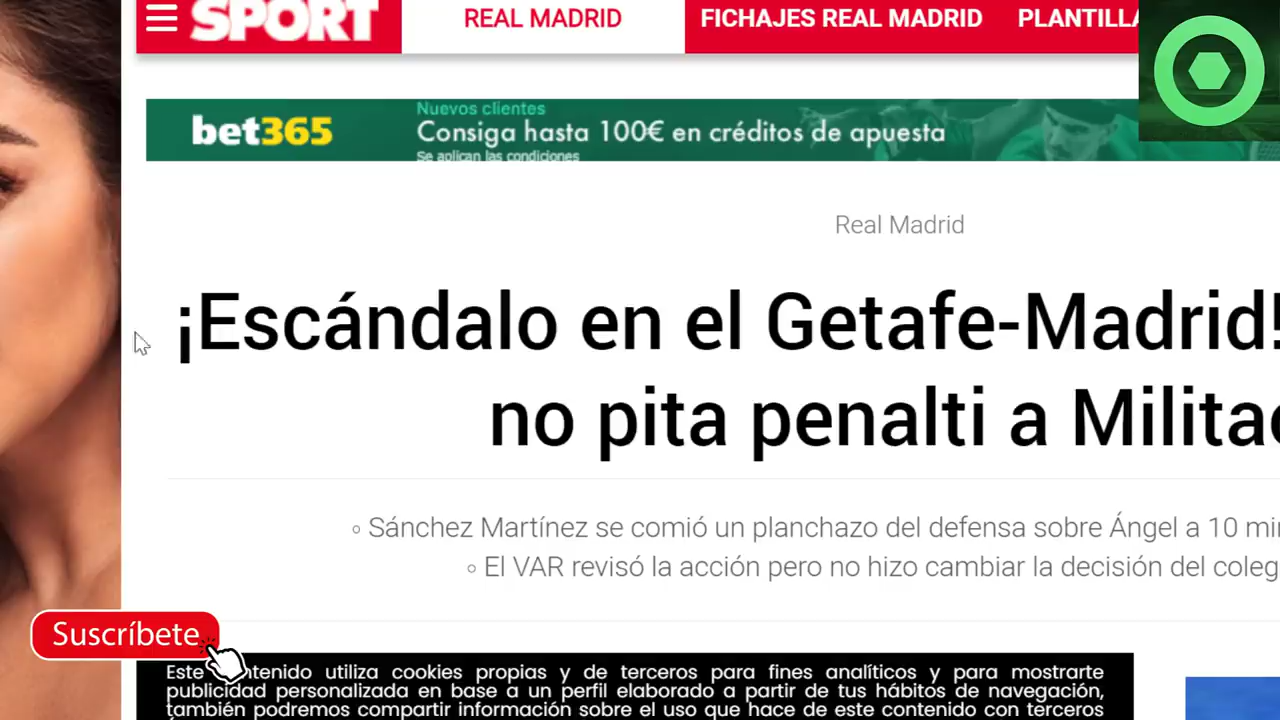 SPORT
REAL MADRID
FICHAJES REAL MADRID
PLANTILLA
bet365
Nuevos clientes
Consiga hasta 100€ en créditos de apuesta
Se aplican las condiciones
Real Madrid
¡Escándalo en el Getafe-Madrid!
no pita penalti a Militao
◦ Sánchez Martínez se comió un planchazo del defensa sobre Ángel a 10
◦ El VAR revisó la acción pero no hizo cambiar la decisión del
Suscríbete
Este contenido utiliza cookies propias y de terceros para fines analíticos y para mostrarte
publicidad personalizada en base a un perfil elaborado a partir de tus hábitos de navegación,
también podremos compartir información sobre el uso que hace de este contenido con terceros